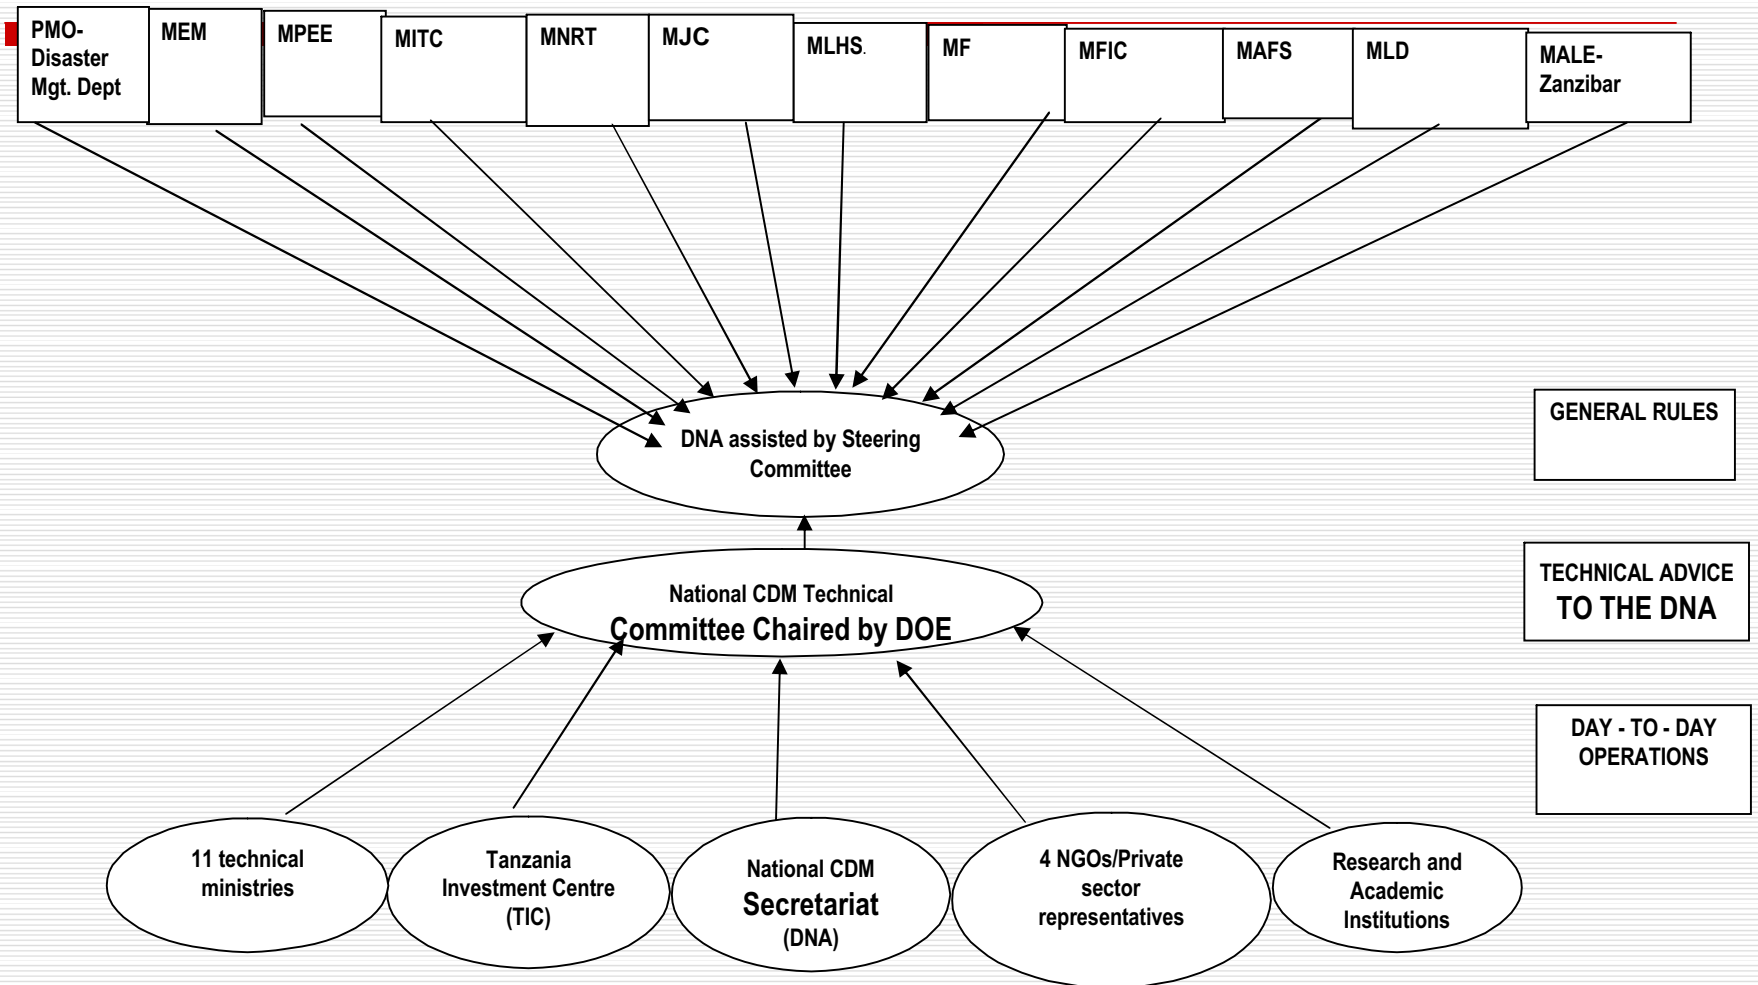 PMO-
Disaster
Mgt. Dept
MEM
MPEE
MITC
MNRT
MJC
MLHS.
MF
MFIC
MAFS
MLD
MALE-
Zanzibar
DNA assisted by Steering
Committee
GENERAL RULES
National CDM Technical
Committee Chaired by DOE
TECHNICAL ADVICE
TO THE DNA
DAY - TO - DAY
OPERATIONS
11 technical
ministries
Tanzania
Investment Centre
(TIC)
National CDM
Secretariat
(DNA)
4 NGOs/Private
sector
representatives
Research and
Academic
Institutions